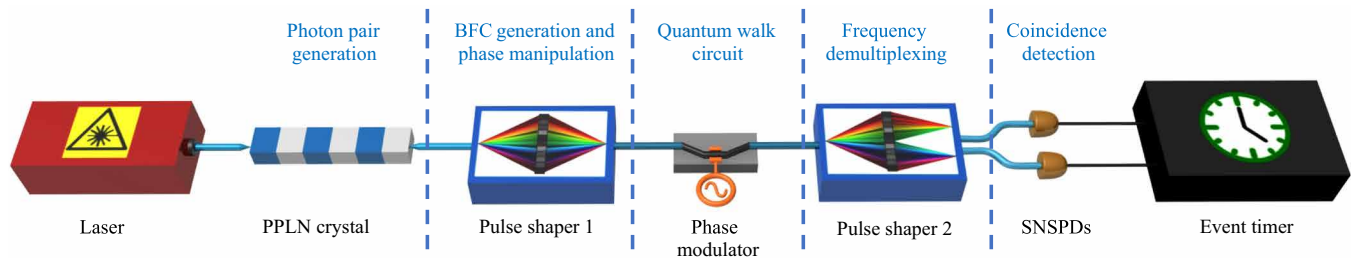 Photon pair
generation
BFC generation and
phase manipulation
Quantum walk
circuit
Frequency
demultiplexing
Coincidence
detection
Laser
PPLN crystal
Pulse shaper 1
Phase
modulator
Pulse shaper 2
SNSPDs
Event timer